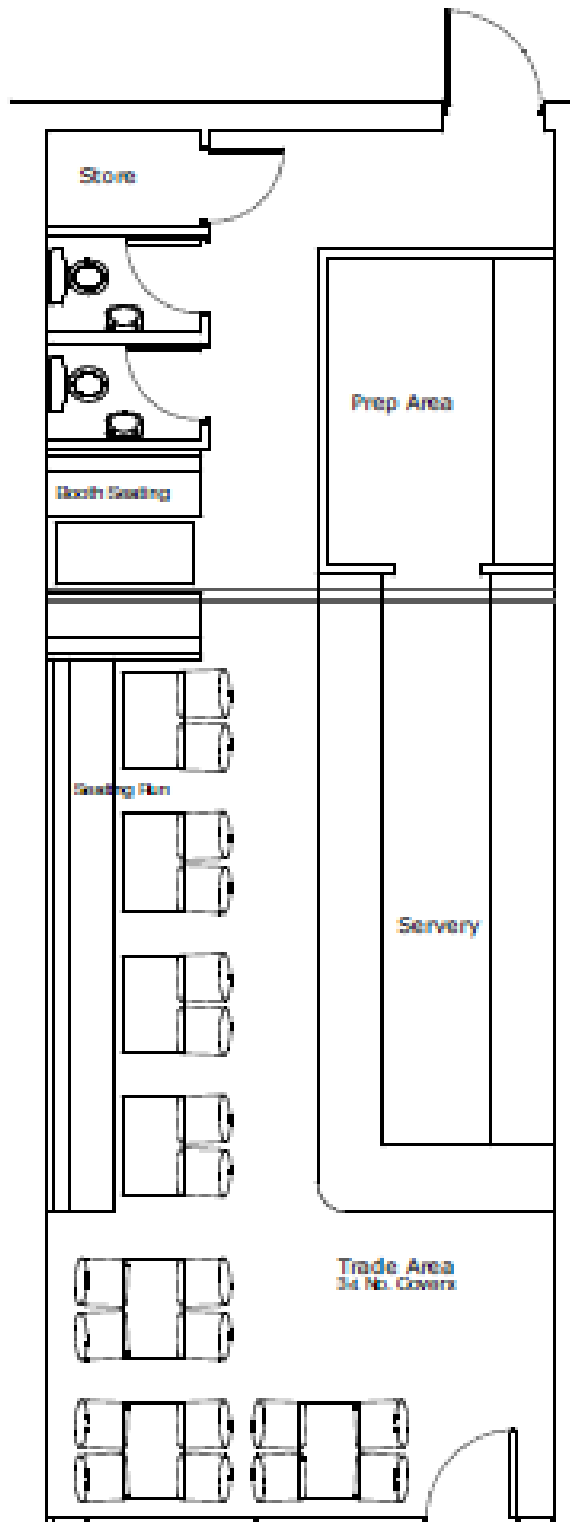 Store
Prep Area
Booth Seating
Seating Run
Servery
Trade Area
34 No. Covers